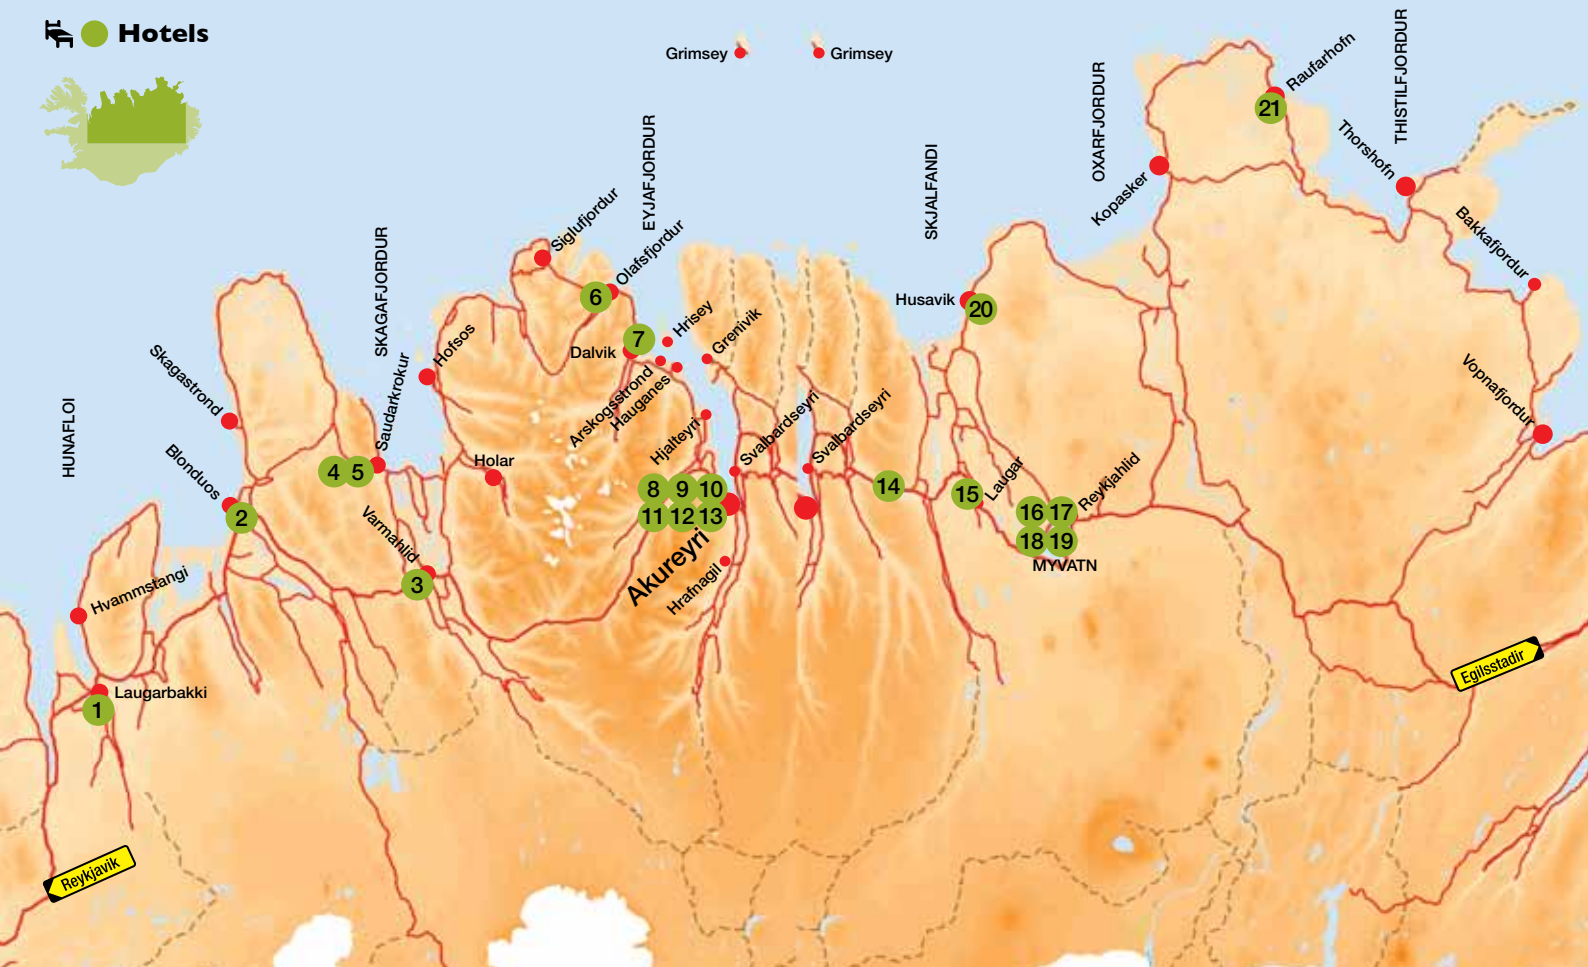 Hotels
Grimsey
Grimsey
HUNAFLOI
SKAGAFJORDUR
EYJAFJORDUR
SKJALFANDI
OXARFJORDUR
THISTILFJORDUR
Raufarhofn
21
Thorshofn
Kopasker
Bakkafjordur
Siglufjordur
Olafsfjordur
6
Husavik
20
Skagastrond
Hofsos
7
Dalvik
Hrisey
Grenivik
Arskogsstrond
Hauganes
Hjalteyri
Svalbardseyri
Svalbardseyri
Vopnafjordur
Saudarkrokur
4 5
Holar
Blonduos
2
8 9 10
11 12 13
Akureyri
14
15
Laugar
16 17
18 19
Reykjahlid
MYVATN
Varmahlid
3
Hrafnagil
Hvammstangi
Laugarbakki
1
Egilsstadir
Reykjavik